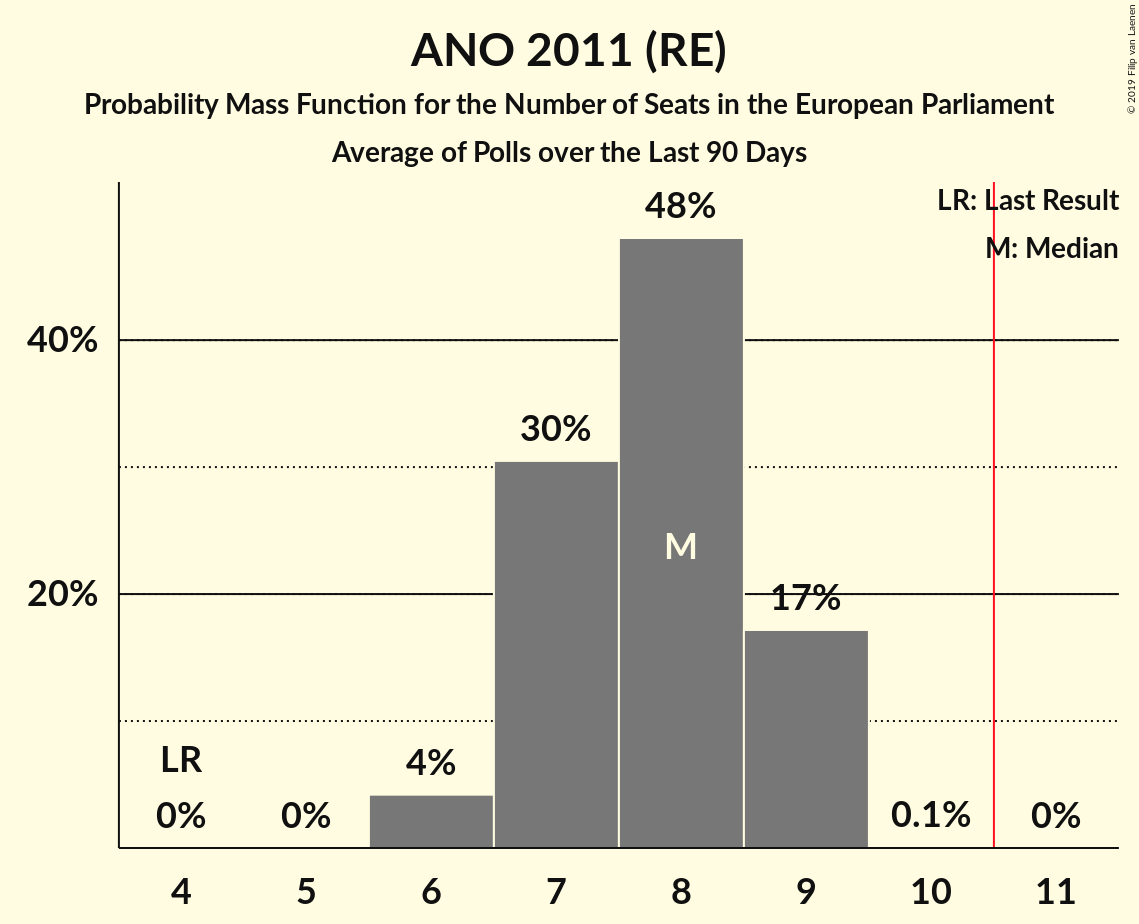 ANO 2011 (RE)
Probability Mass Function for the Number of Seats in the European Parliament
Average of Polls over the Last 90 Days
© 2019 Filip van Laenen
LR: Last Result
M: Median
48%
40%
30%
M
20%
17%
LR
4%
0%
0%
0.1%
0%
4
5
6
7
8
9
10
11